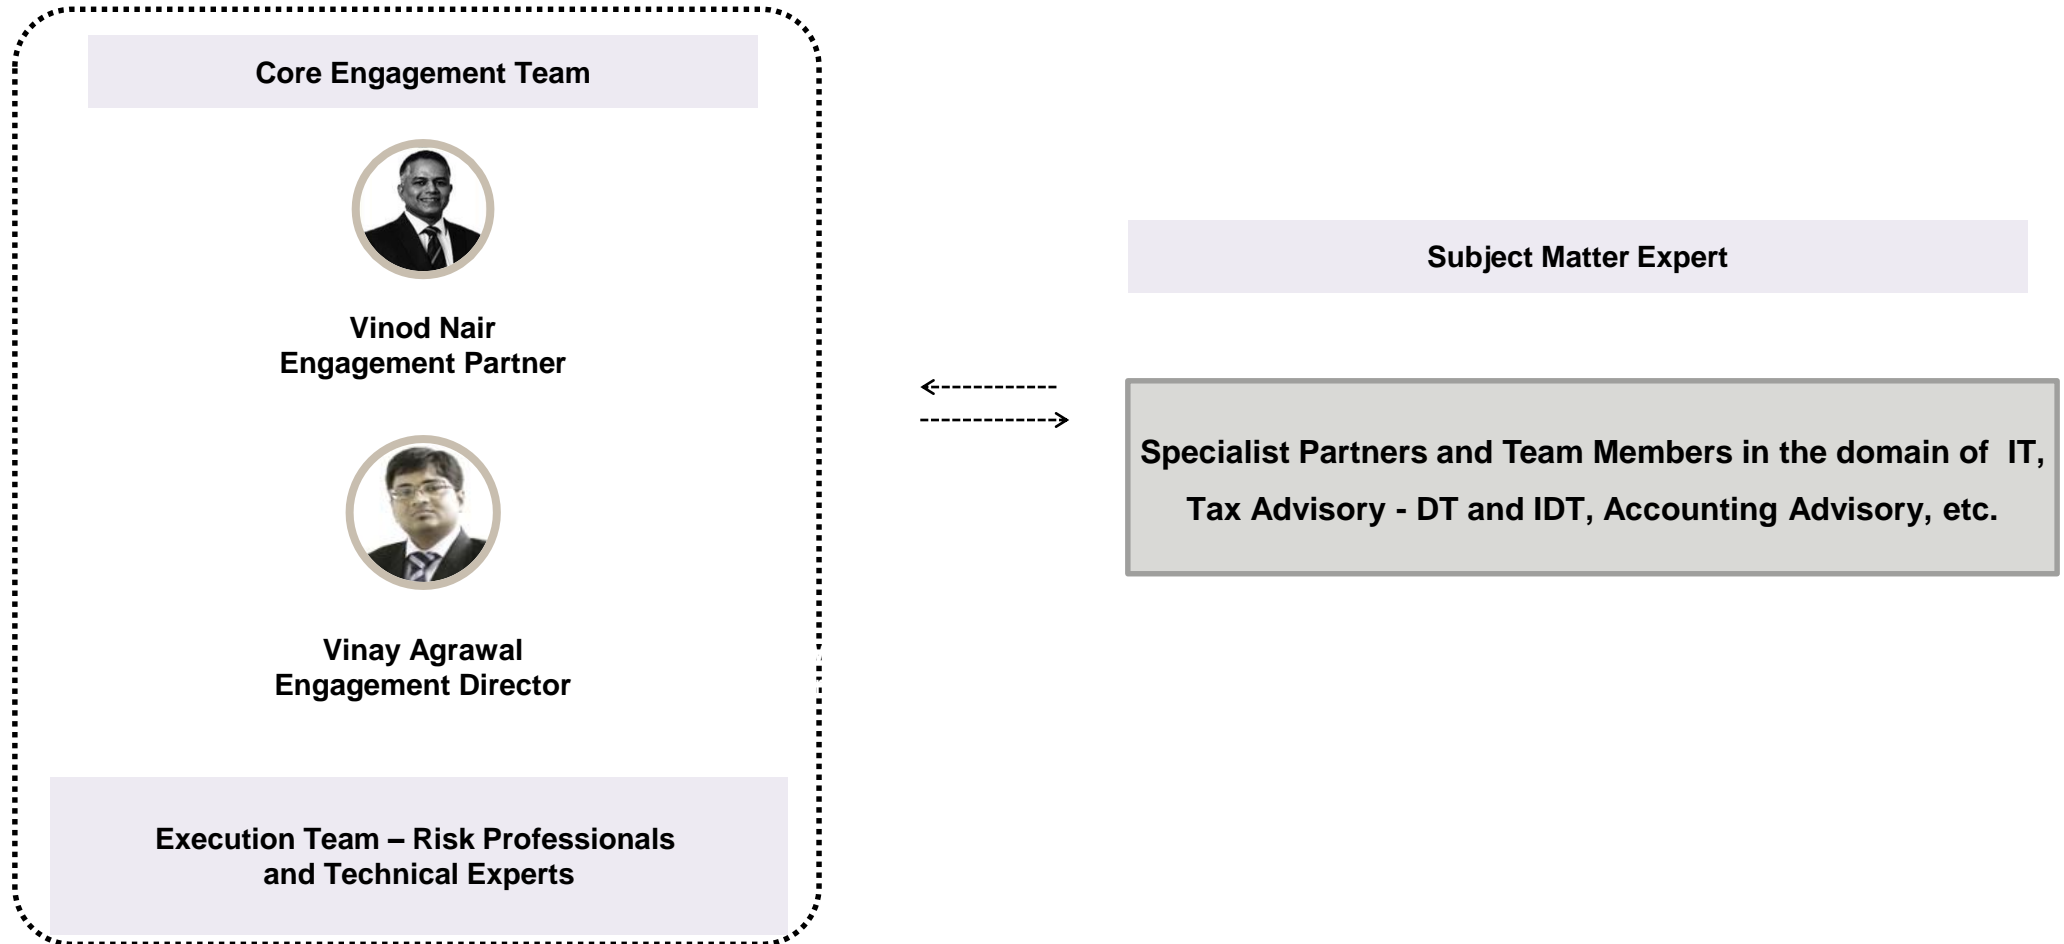 Core Engagement Team
Vinod Nair
Engagement Partner
Vinay Agrawal
Engagement Director
Execution Team – Risk Professionals
and Technical Experts
Subject Matter Expert
Specialist Partners and Team Members in the domain of IT,
Tax Advisory - DT and IDT, Accounting Advisory, etc.